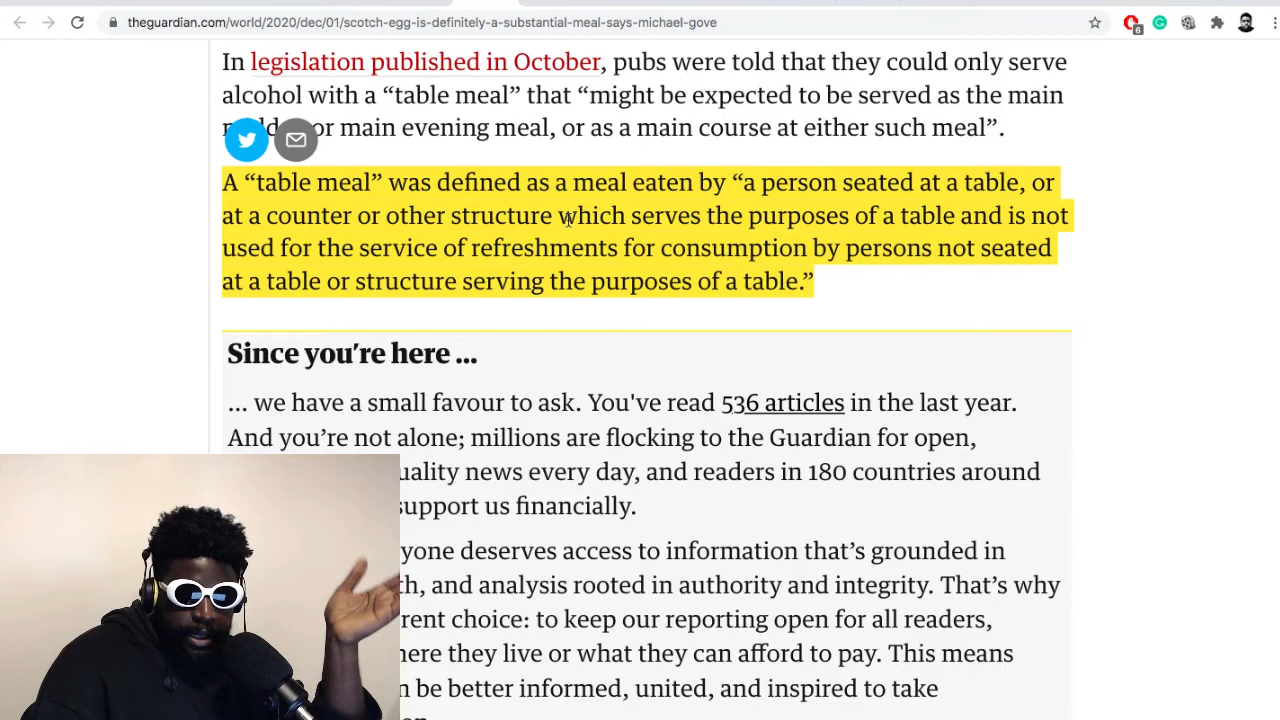 theguardian.com/world/2020/dec/01/scotch-egg-is-definitely-a-substantial-meal-says-michael-gove
6
In legislation published in October, pubs were told that they could only serve
alcohol with a “table meal” that “might be expected to be served as the main
or main evening meal, or as a main course at either such meal”.
A “table meal” was defined as a meal eaten by “a person seated at a table, or
at a counter or other structure which serves the purposes of a table and is not
used for the service of refreshments for consumption by persons not seated
at a table or structure serving the purposes of a table.”
Since you’re here ...
... we have a small favour to ask. You've read 536 articles in the last year.
And you’re not alone; millions are flocking to the Guardian for open,
uality news every day, and readers in 180 countries around
support us financially.
yone deserves access to information that’s grounded in
th, and analysis rooted in authority and integrity. That’s why
rent choice: to keep our reporting open for all readers,
here they live or what they can afford to pay. This means
n be better informed, united, and inspired to take